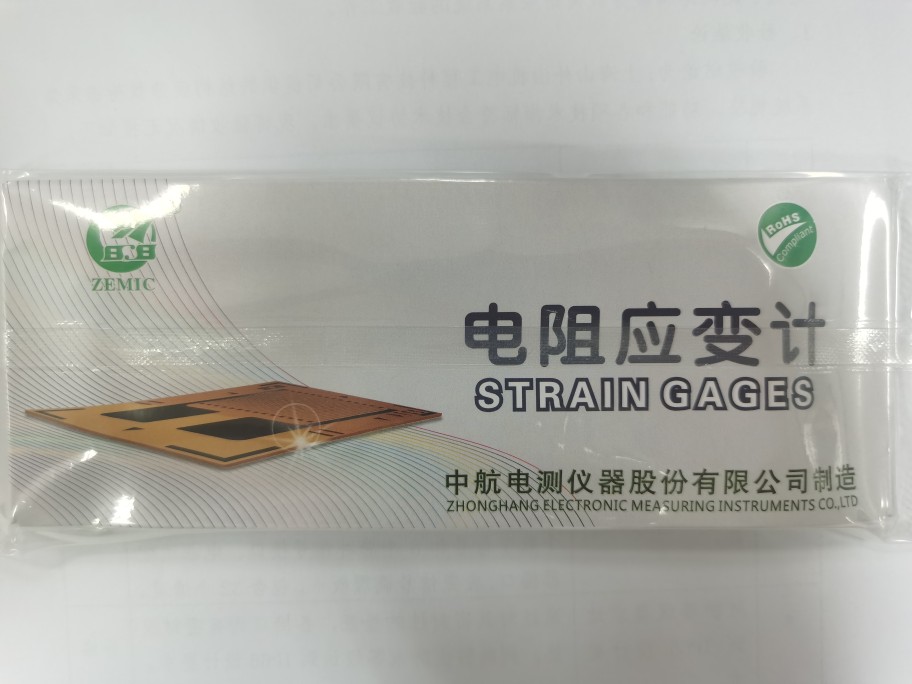 BSB
ZEMIC
RoHS
Compliant
电阻应变计
STRAIN GAGES
中航电测仪器股份有限公司制造
ZHONGHANG ELECTRONIC MEASURING INSTRUMENTS CO.,LTD